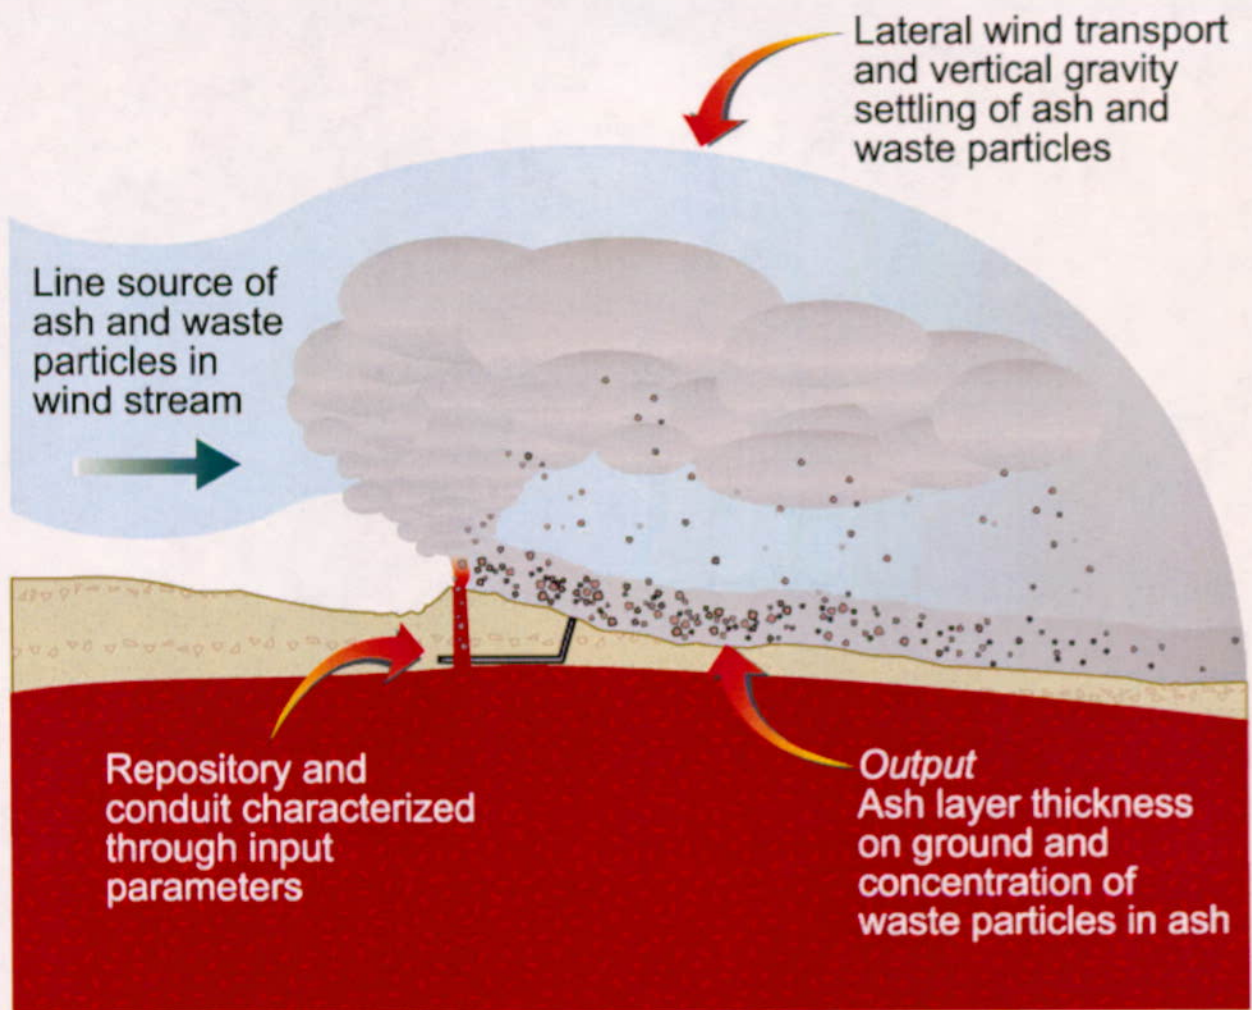 Lateral wind transport
and vertical gravity
settling of ash and
waste particles
Line source of
ash and waste
particles in
wind stream
Repository and
conduit characterized
through input
parameters
Output
Ash layer thickness
on ground and
concentration of
waste particles in ash